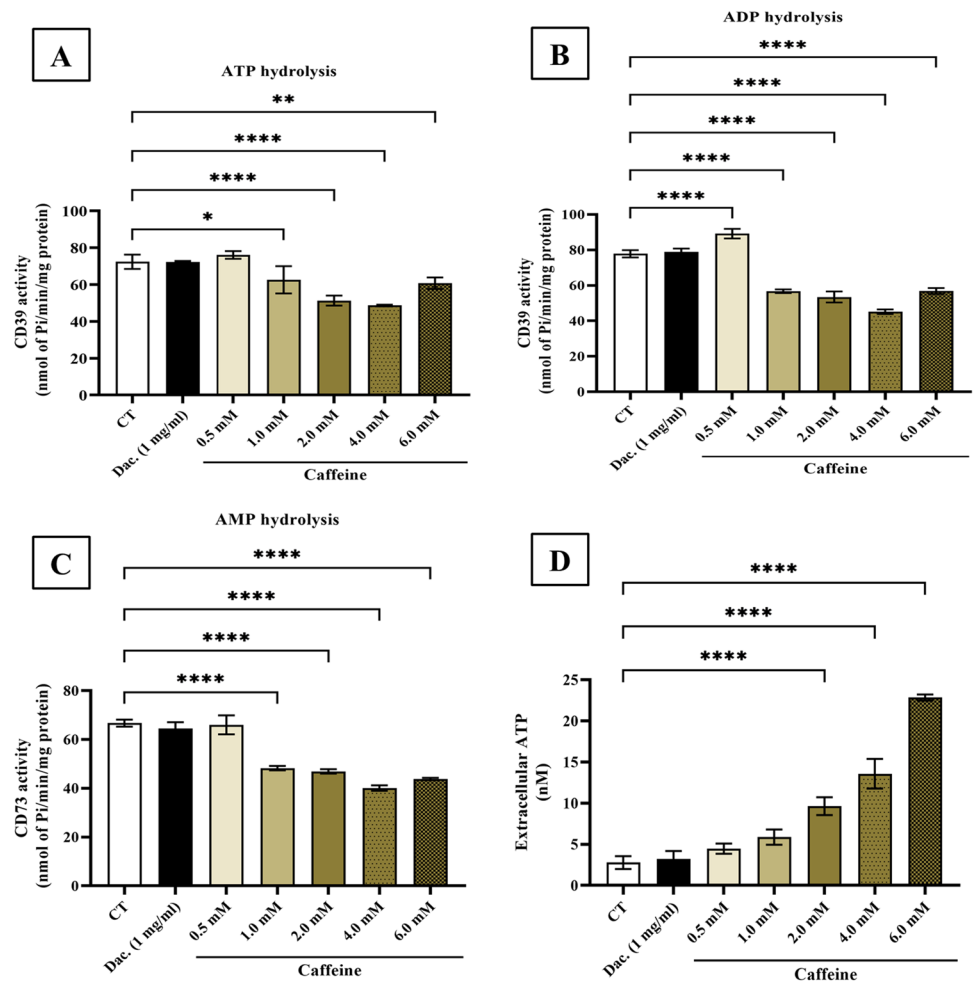 A
ATP hydrolysis
**
****
****
*
100
80
60
40
20
0
CD39 activity
(nmol of Pi/min/mg protein)
CT
Dac. (1 mg/ml)
0.5 mM
1.0 mM
2.0 mM
4.0 mM
6.0 mM
Caffeine
B
ADP hydrolysis
****
****
****
****
****
100
80
60
40
20
0
CD39 activity
(nmol of Pi/min/mg protein)
CT
Dac. (1 mg/ml)
0.5 mM
1.0 mM
2.0 mM
4.0 mM
6.0 mM
Caffeine
C
AMP hydrolysis
****
****
****
****
80
60
40
20
0
CD73 activity
(nmol of Pi/min/mg protein)
CT
Dac. (1 mg/ml)
0.5 mM
1.0 mM
2.0 mM
4.0 mM
6.0 mM
Caffeine
D
****
****
****
25
20
15
10
5
0
Extracellular ATP
(nM)
CT
Dac. (1 mg/ml)
0.5 mM
1.0 mM
2.0 mM
4.0 mM
6.0 mM
Caffeine